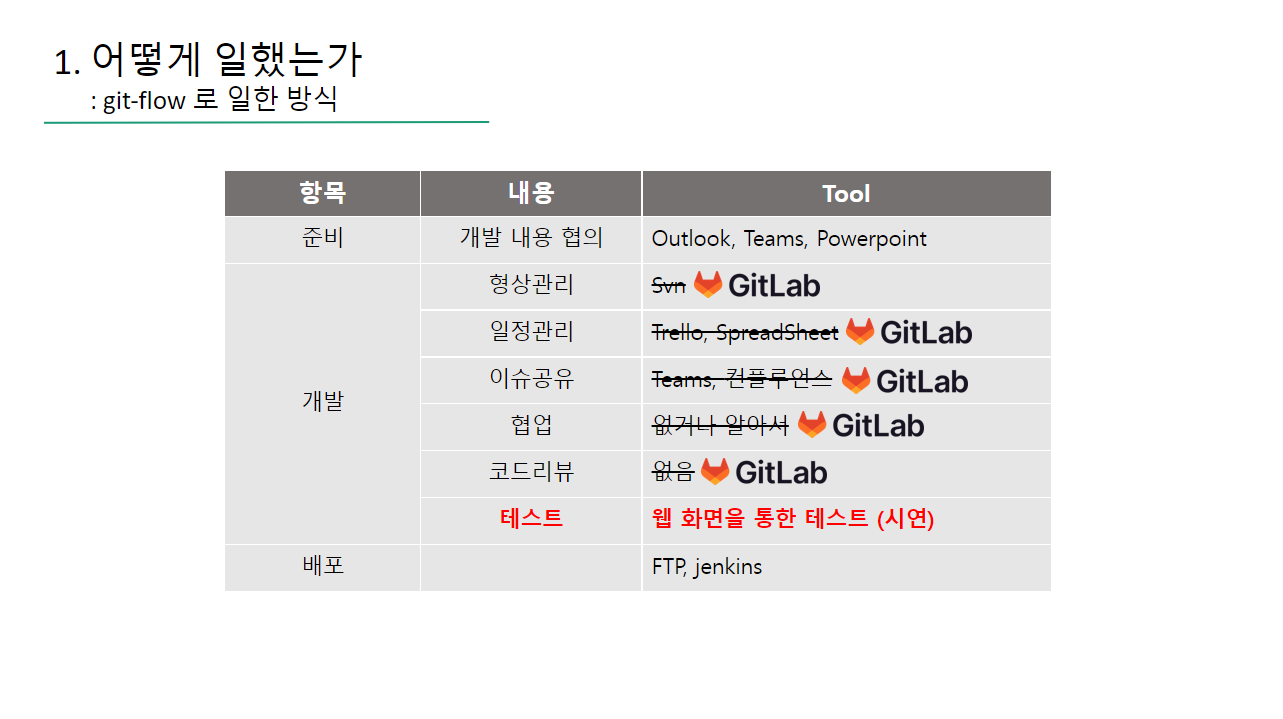 1. 어떻게 일했는가
: git-flow 로 일한 방식
항목 내용 Tool
준비 개발 내용 협의 Outlook, Teams, Powerpoint
개발
형상관리 Svn GitLab
일정관리 Trello, SpreadSheet GitLab
이슈공유 Teams, 컨플루언스 GitLab
협업 없거나 알아서 GitLab
코드리뷰 없음 GitLab
테스트 웹 화면을 통한 테스트 (시연)
배포 FTP, jenkins